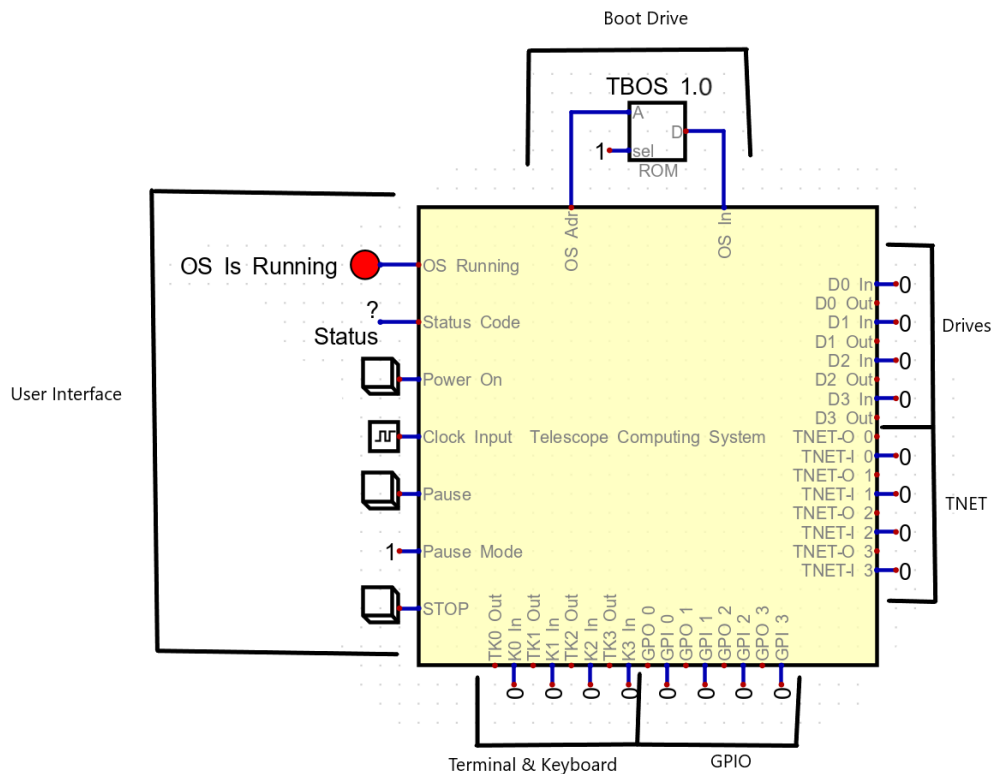 Boot Drive
TBOS 1.0
A
D
1 sel
ROM
OS Adr
OS In
OS Is Running
OS Running
?
Status
Status Code
Power On
Clock Input
Telescope Computing System
Pause
1 Pause Mode
STOP
User Interface
D0 In 0
D0 Out
D1 In 0
D1 Out
D2 In 0
D2 Out
D3 In 0
D3 Out
Drives
TNET-O 0
TNET-I 0 0
TNET-O 1
TNET-I 1 0
TNET-O 2
TNET-I 2 0
TNET-O 3
TNET-I 3 0
TNET
TK0 Out
K0 In 0
TK1 Out
K1 In 0
TK2 Out
K2 In 0
TK3 Out
K3 In 0
GPO 0
GPI 0 0
GPO 1
GPI 1 0
GPO 2
GPI 2 0
GPO 3
GPI 3 0
Terminal & Keyboard
GPIO